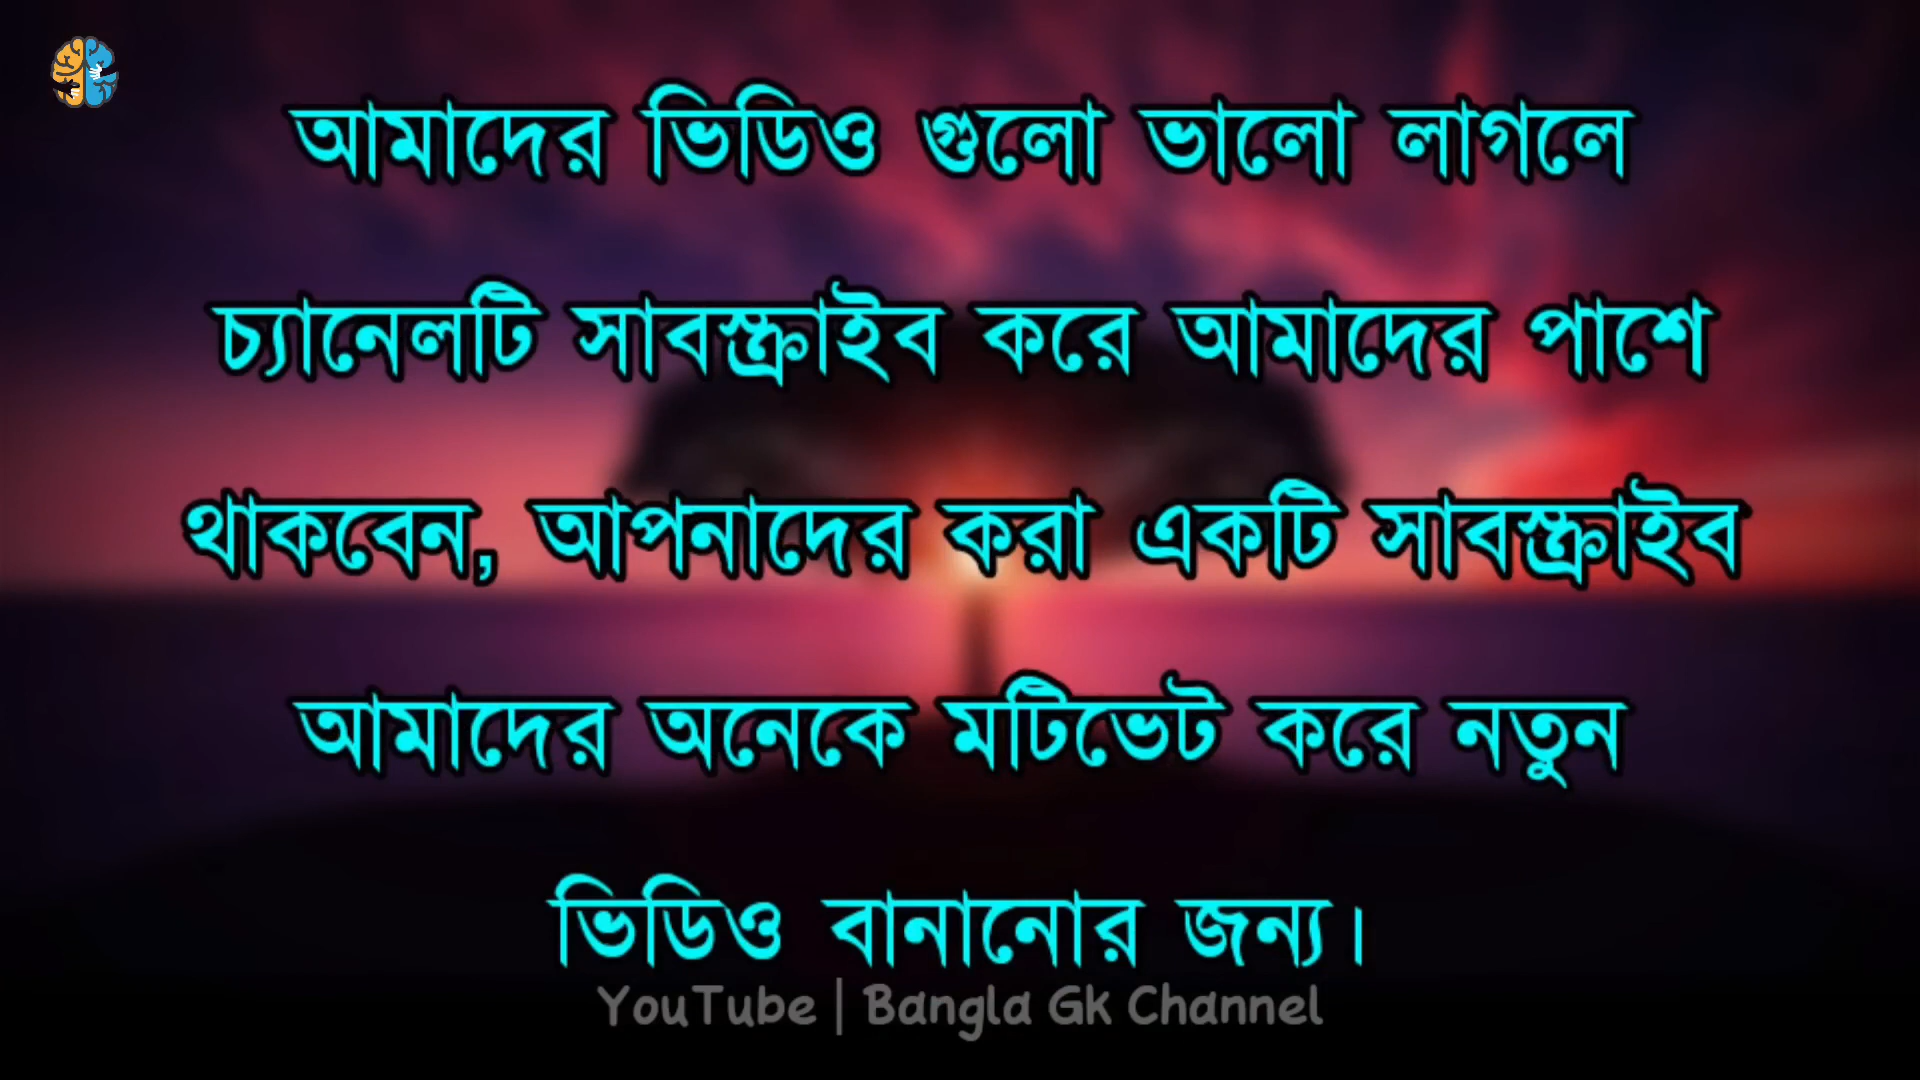 আমাদের ভিডিও গুলো ভালো লাগলে
চ্যানেলটি সাবস্ক্রাইব করে আমাদের পাশে
থাকবেন, আপনাদের করা একটি সাবস্ক্রাইব
আমাদের অনেকে মটিভেট করে নতুন
ভিডিও বানানোর জন্য।
YouTube | Bangla Gk Channel